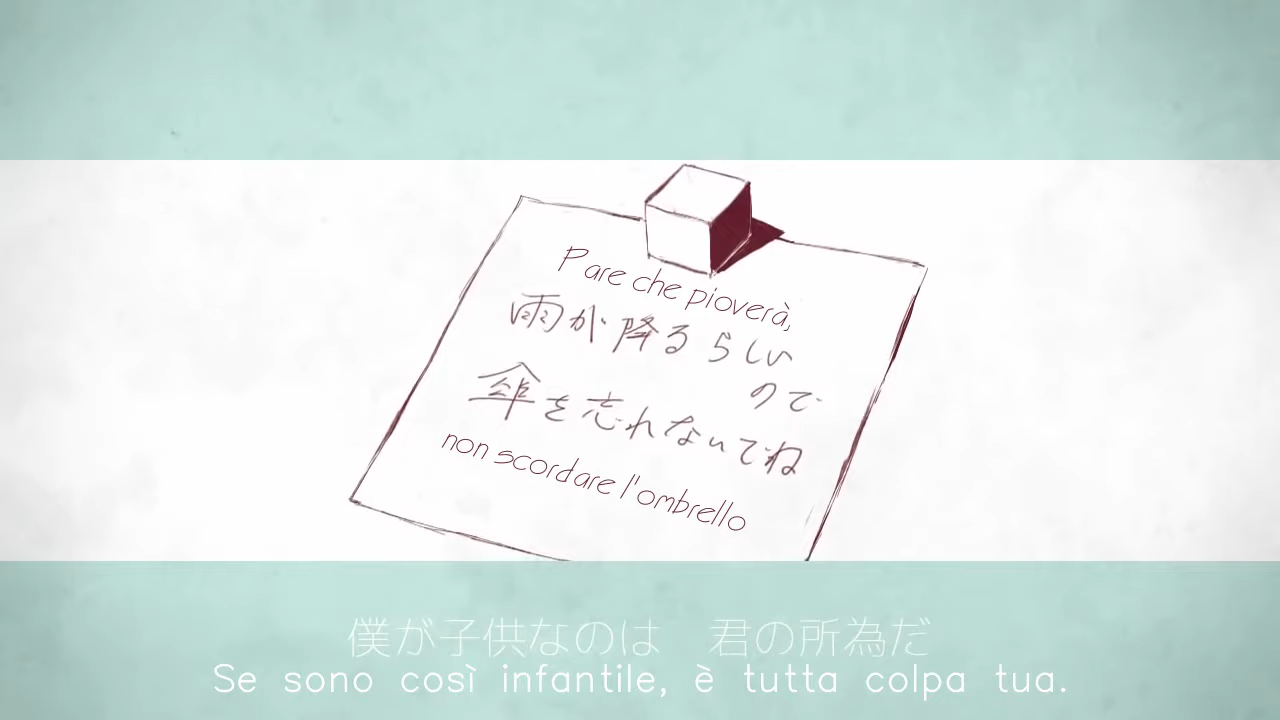 Pare che pioverà,
雨が降るらしい
ので
傘を忘れないでね
non scordare l'ombrello
僕が子供なのは　君の所為だ
Se sono così infantile, è tutta colpa tua.